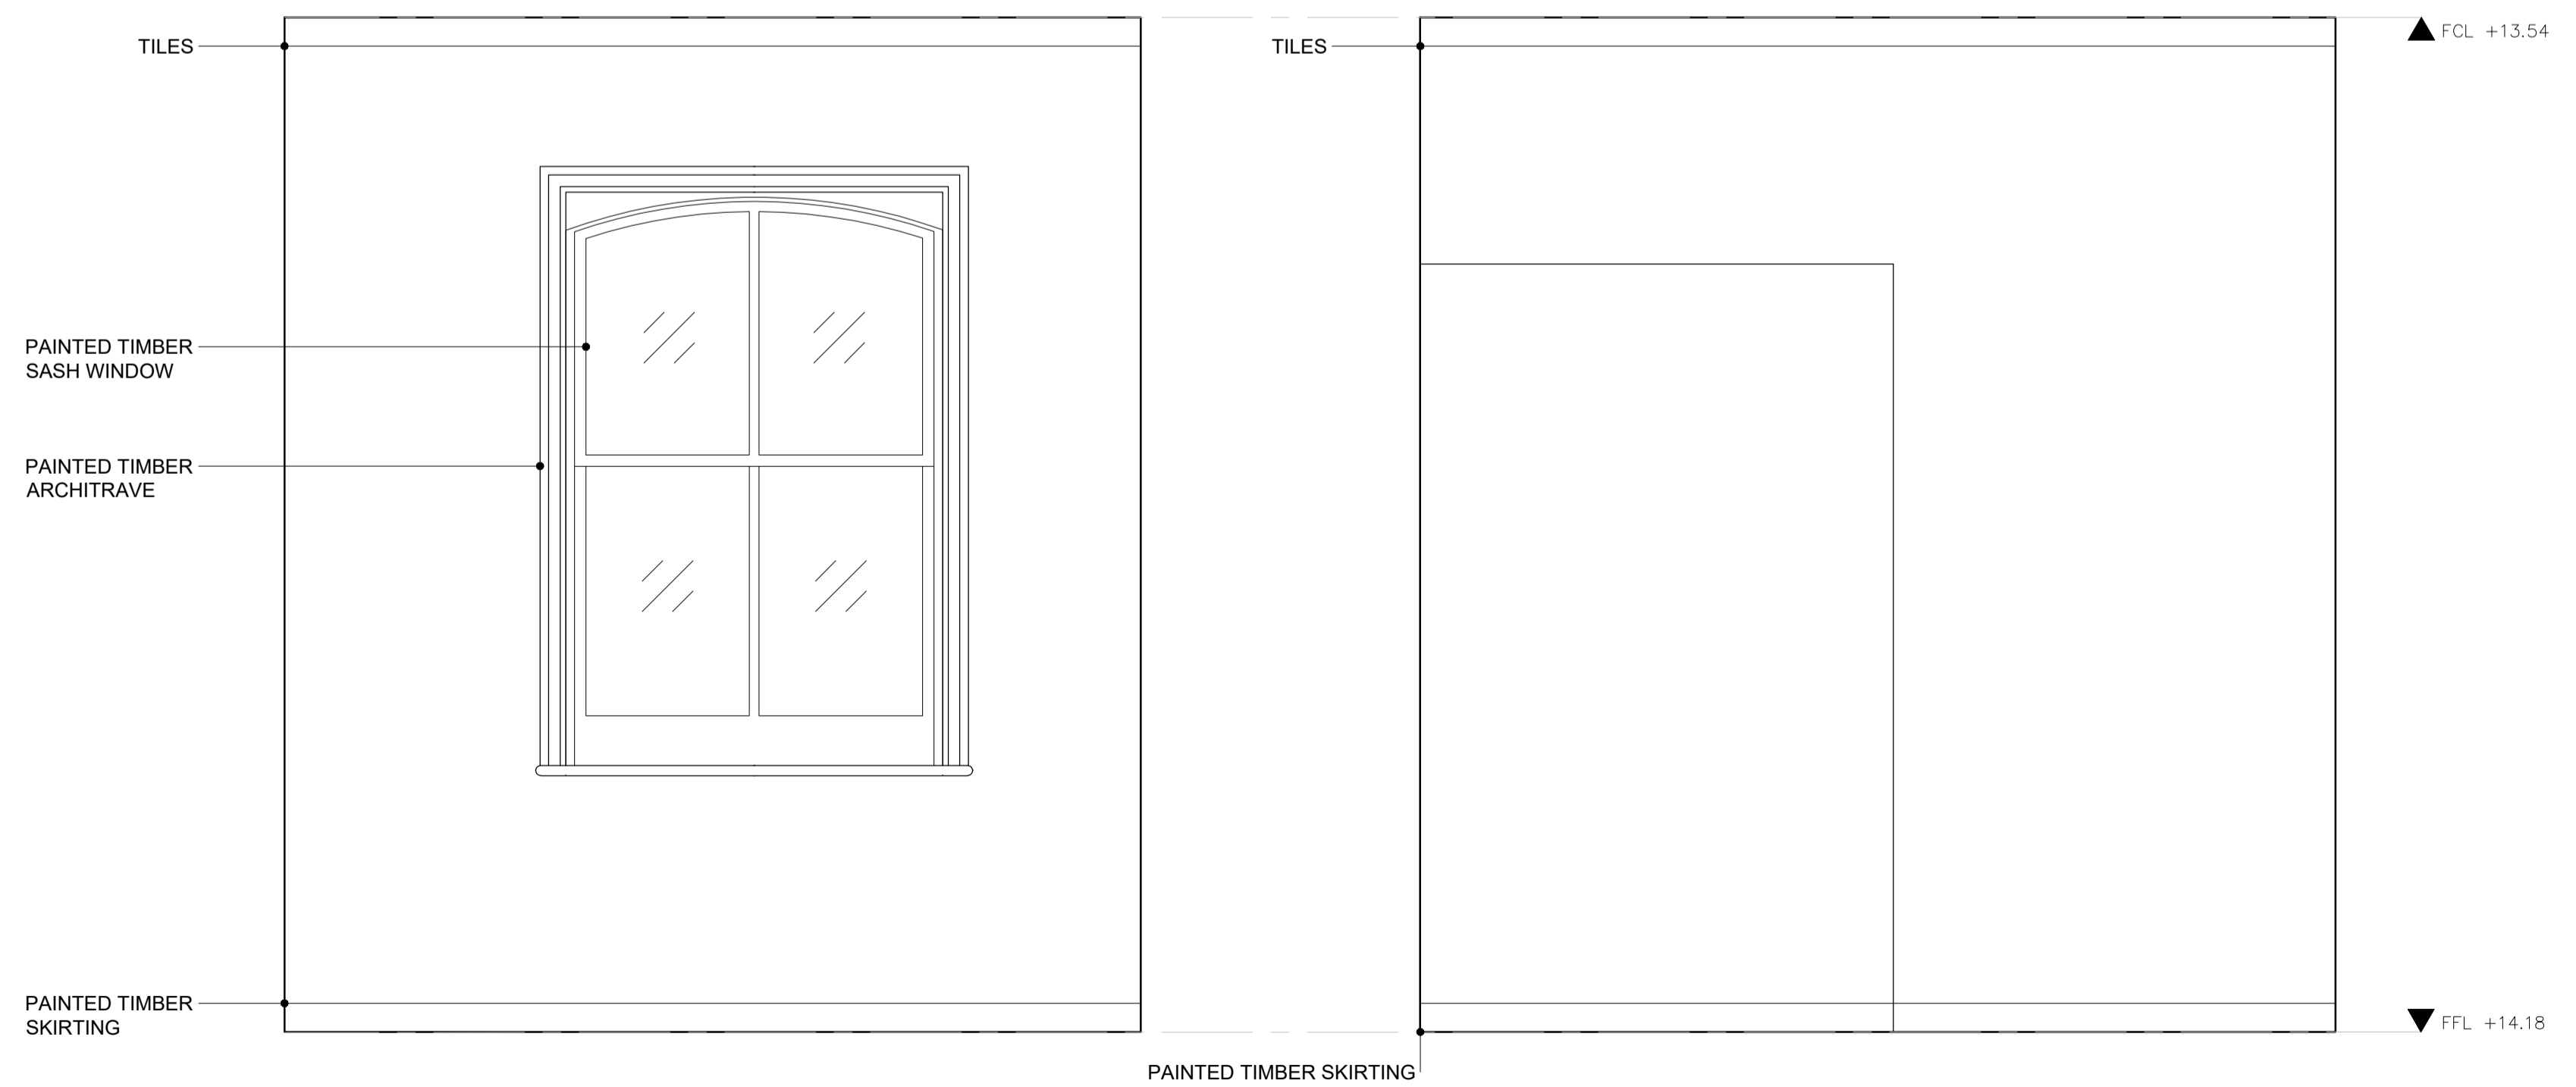 TILES
TILES
FCL +13.54
PAINTED TIMBER
SASH WINDOW
PAINTED TIMBER
ARCHITRAVE
PAINTED TIMBER
SKIRTING
FFL +14.18
PAINTED TIMBER SKIRTING